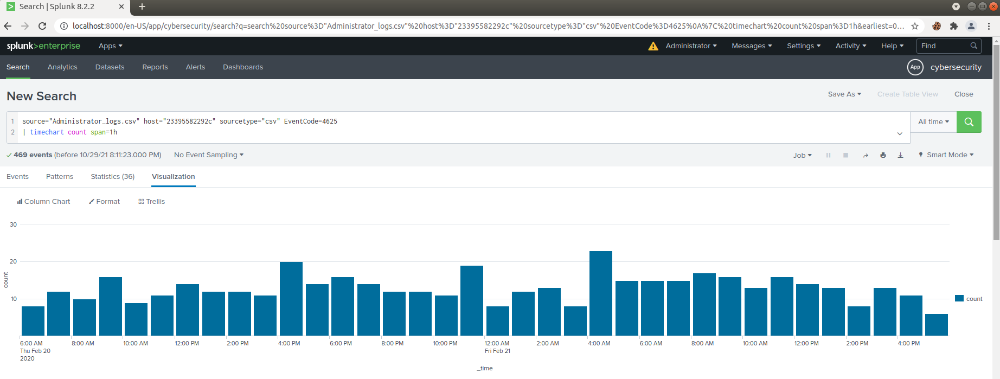 Search | Splunk 8.2.2
localhost:8000/en-US/app/cybersecurity/search?q=search%20source%3D"Administrator_logs.csv"%20host%3D"23395582292c"%20sourcetype%3D"csv"%20EventCode%3D4625%0A%7C%20timechart%20count%20span%3D1h&earliest=0...
splunk>enterprise Apps Administrator Messages Settings Activity Help Find
Search Analytics Datasets Reports Alerts Dashboards App cybersecurity
New Search Save As Create Table View Close
1 source="Administrator_logs.csv" host="23395582292c" sourcetype="csv" EventCode=4625 All time
2 | timechart count span=1h
469 events (before 10/29/21 8:11:23.000 PM) No Event Sampling Job Smart Mode
Events Patterns Statistics (36) Visualization
Column Chart Format Trellis
30
20
10
count
count
6:00 AM 8:00 AM 10:00 AM 12:00 PM 2:00 PM 4:00 PM 6:00 PM 8:00 PM 10:00 PM 12:00 AM 2:00 AM 4:00 AM 6:00 AM 8:00 AM 10:00 AM 12:00 PM 2:00 PM 4:00 PM
Thu Feb 20 Fri Feb 21
2020
_time